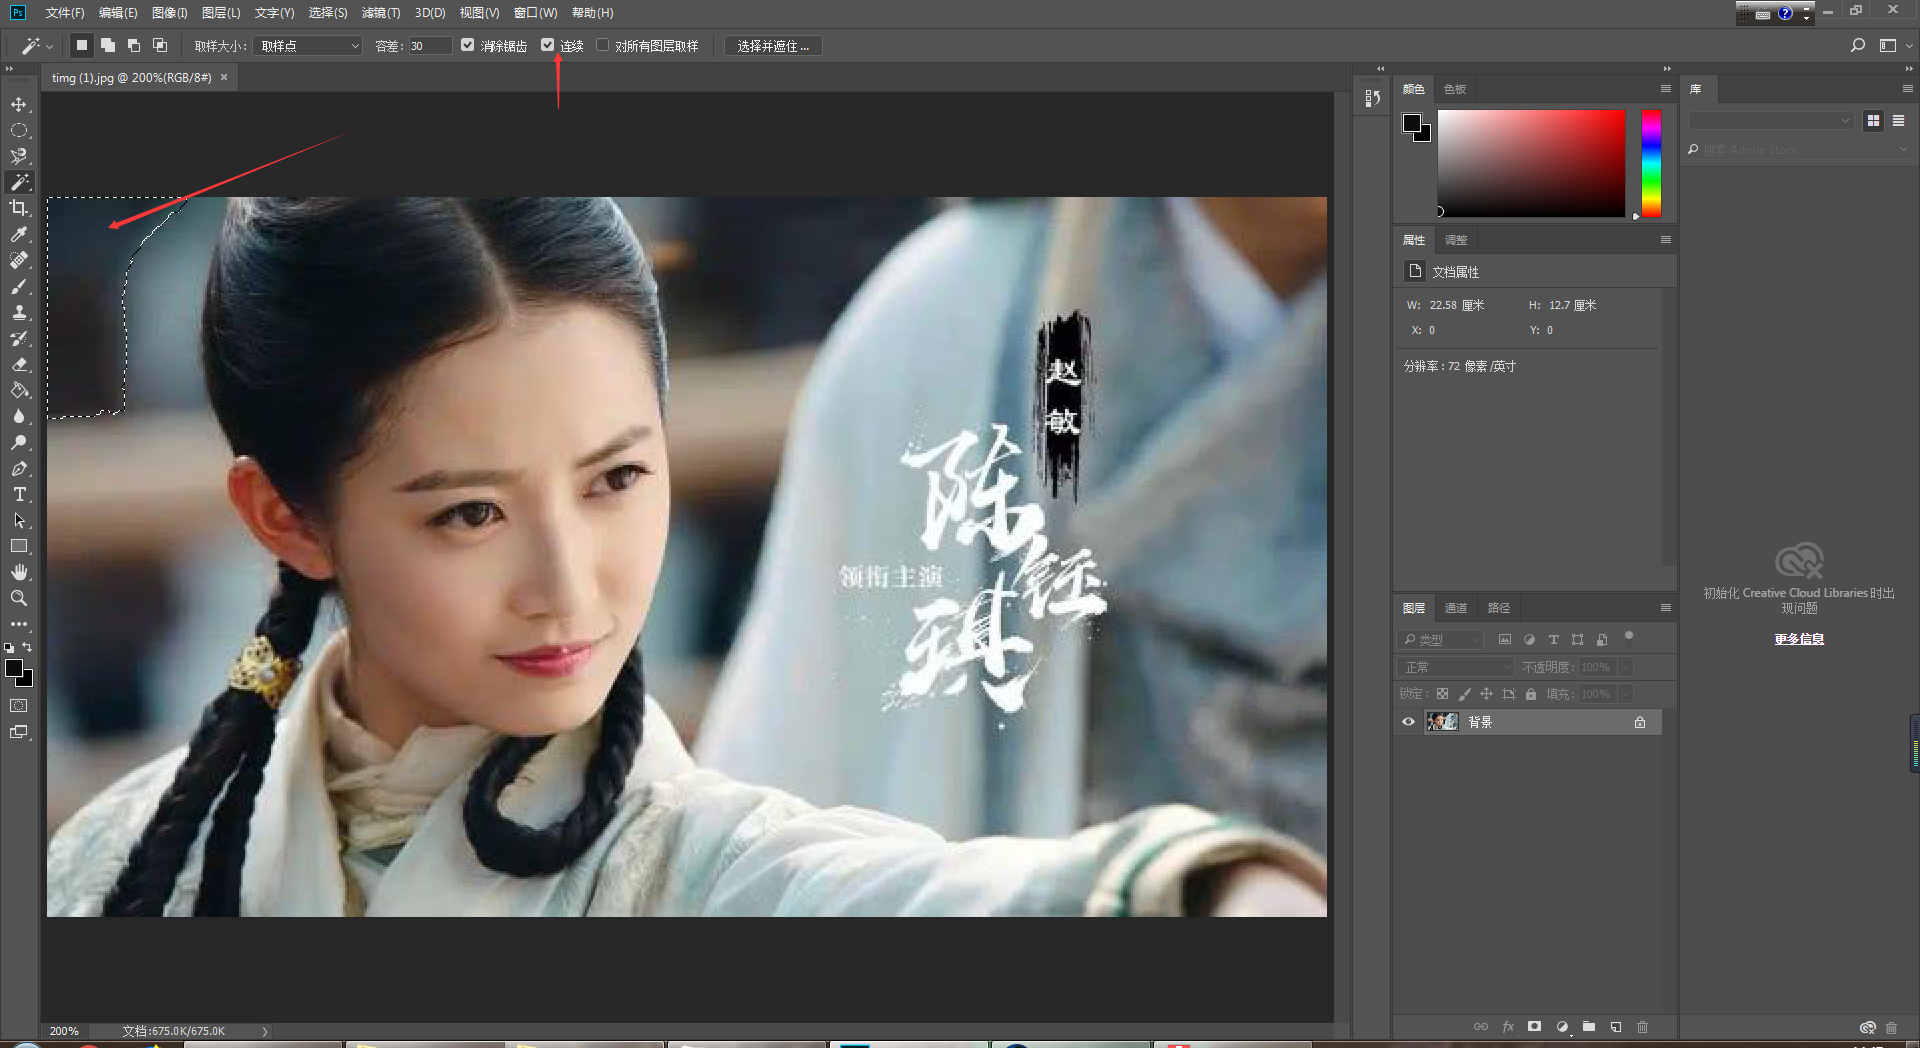 Ps 文件(F) 编辑(E) 图像(I) 图层(L) 文字(Y) 选择(S) 滤镜(T) 3D(D) 视图(V) 窗口(W) 帮助(H)
取样大小: 取样点 容差: 30 消除锯齿 连续 对所有图层取样 选择并遮住 ...
timg (1).jpg @ 200%(RGB/8#) ×
颜色 色板
库
搜索 Adobe Stock
属性 调整
文档属性
W: 22.58 厘米 H: 12.7 厘米
X: 0 Y: 0
分辨率: 72 像素/英寸
赵
敏
陈
钰
琪
领衔主演
初始化 Creative Cloud Libraries 时出
现问题
更多信息
图层 通道 路径
类型
正常 不透明度: 100%
锁定: 填充: 100%
背景
fx
200% 文档:675.0K/675.0K